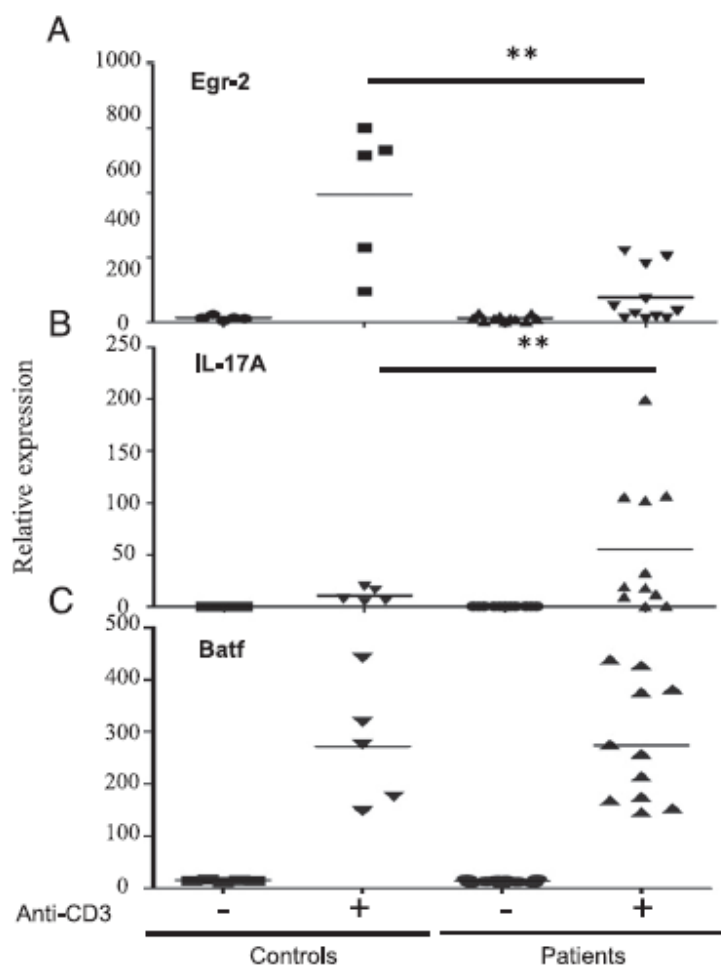 A
1000
Egr-2
**
800
600
400
200
0
B
250
IL-17A
**
200
150
100
50
0
C
500
Batf
400
300
200
100
0
Relative expression
Anti-CD3 - + - +
Controls Patients